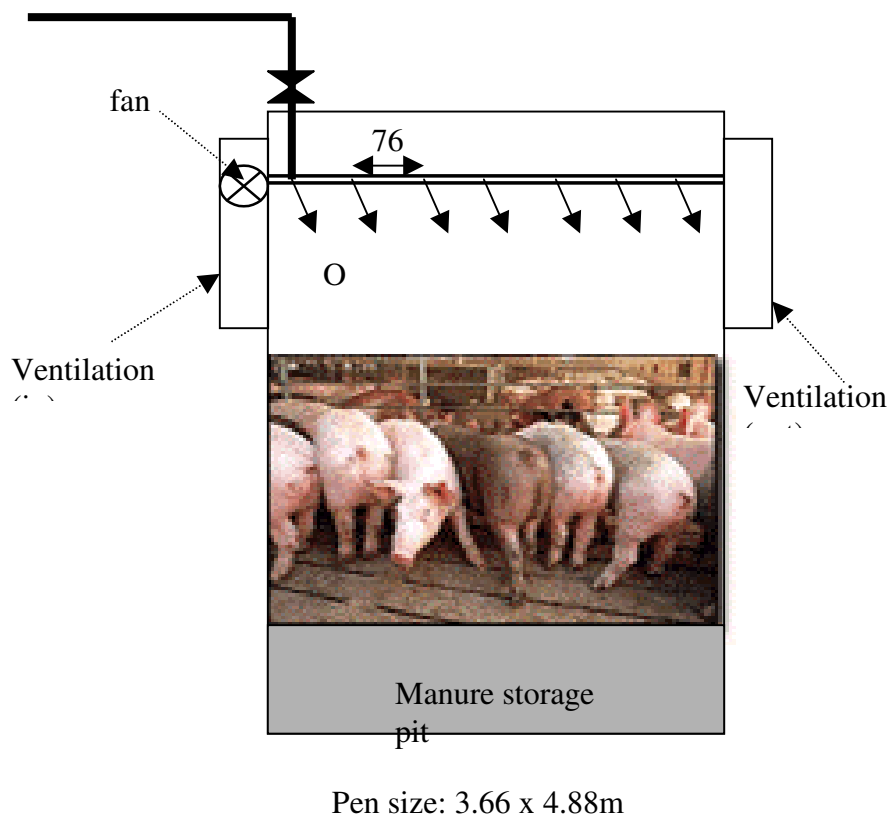 fan
76
O
Ventilation
Ventilation
Manure storage
pit
Pen size: 3.66 x 4.88m